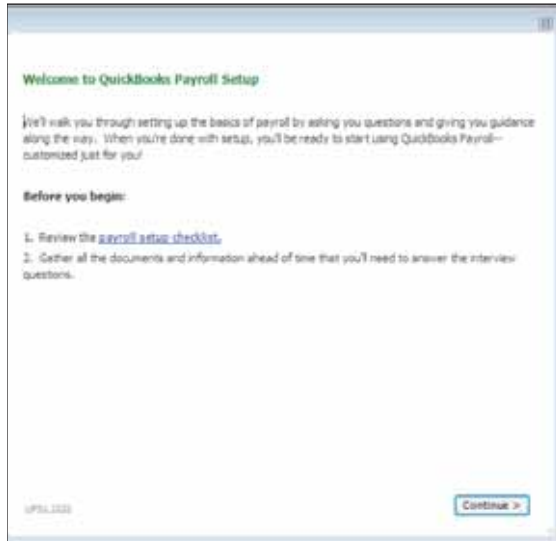 Welcome to QuickBooks Payroll Setup
We'll walk you through setting up the basics of payroll by asking you questions and giving you guidance
along the way. When you're done with setup, you'll be ready to start using QuickBooks Payroll--
customized just for you!
Before you begin:
1. Review the payroll setup checklist.
2. Gather all the documents and information ahead of time that you'll need to answer the interview
questions.
Continue >